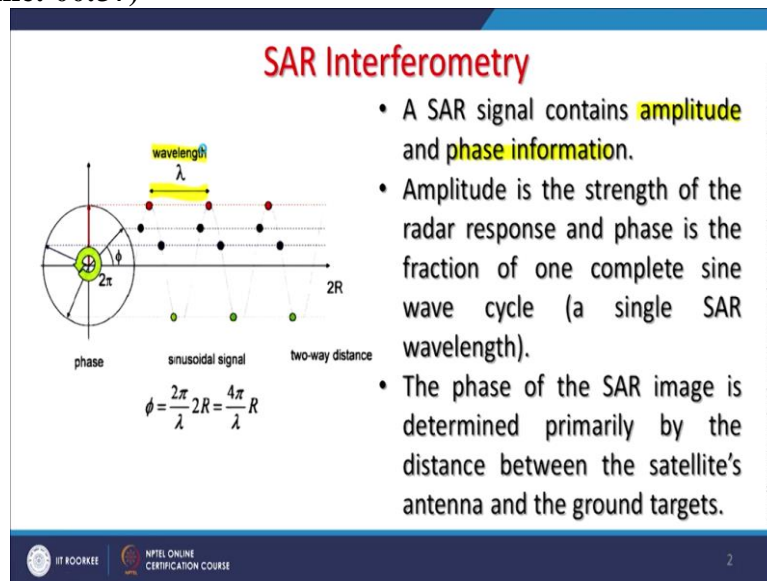 SAR Interferometry
wavelength
λ
ϕ
2π
2R
phase
sinusoidal signal
two-way distance
ϕ = 2π/λ 2R = 4π/λ R
• A SAR signal contains amplitude
and phase information.
• Amplitude is the strength of the
radar response and phase is the
fraction of one complete sine
wave cycle (a single SAR
wavelength).
• The phase of the SAR image is
determined primarily by the
distance between the satellite's
antenna and the ground targets.
IIT ROORKEE
NPTEL ONLINE
CERTIFICATION COURSE
2